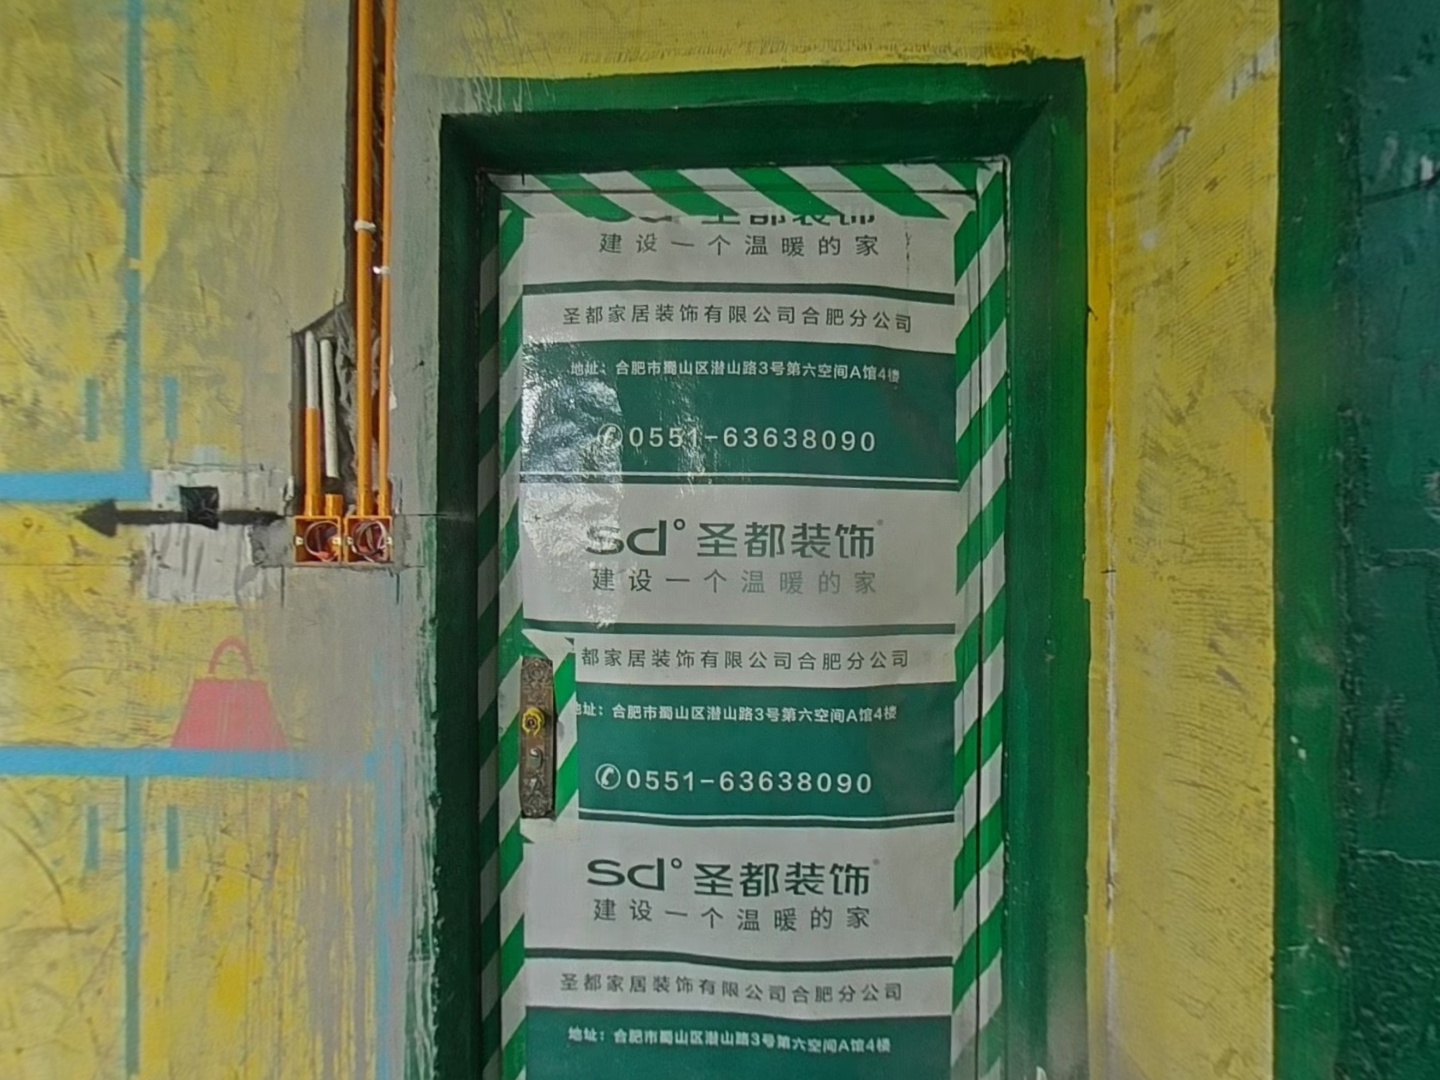 圣都装饰
建设一个温暖的家
圣都家居装饰有限公司合肥分公司
地址：合肥市蜀山区潜山路3号第六空间A馆4楼
0551-63638090
sd°圣都装饰
建设一个温暖的家
都家居装饰有限公司合肥分公司
地址：合肥市蜀山区潜山路3号第六空间A馆4楼
0551-63638090
sd°圣都装饰
建设一个温暖的家
圣都家居装饰有限公司合肥分公司
地址：合肥市蜀山区潜山路3号第六空间A馆4楼